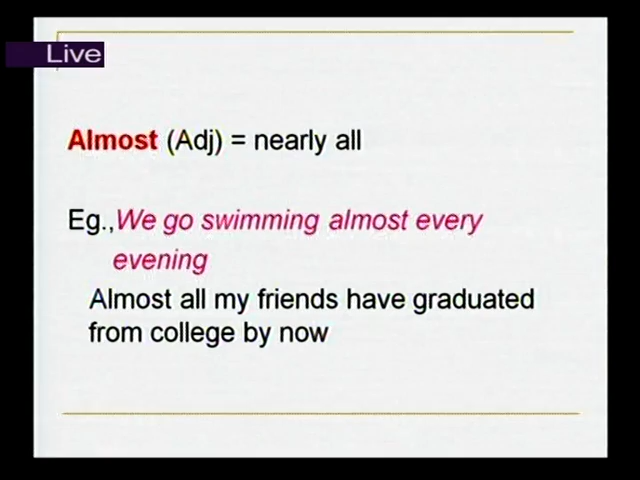 Live
Almost (Adj) = nearly all
Eg.,We go swimming almost every
evening
Almost all my friends have graduated
from college by now